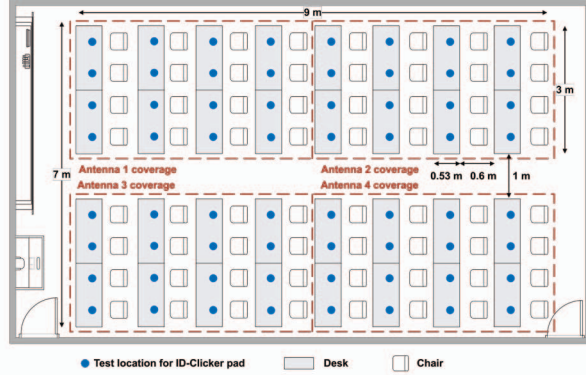 9 m
3 m
Antenna 1 coverage
Antenna 2 coverage
7 m
Antenna 3 coverage
Antenna 4 coverage
0.53 m
0.6 m
1 m
Test location for ID-Clicker pad
Desk
Chair